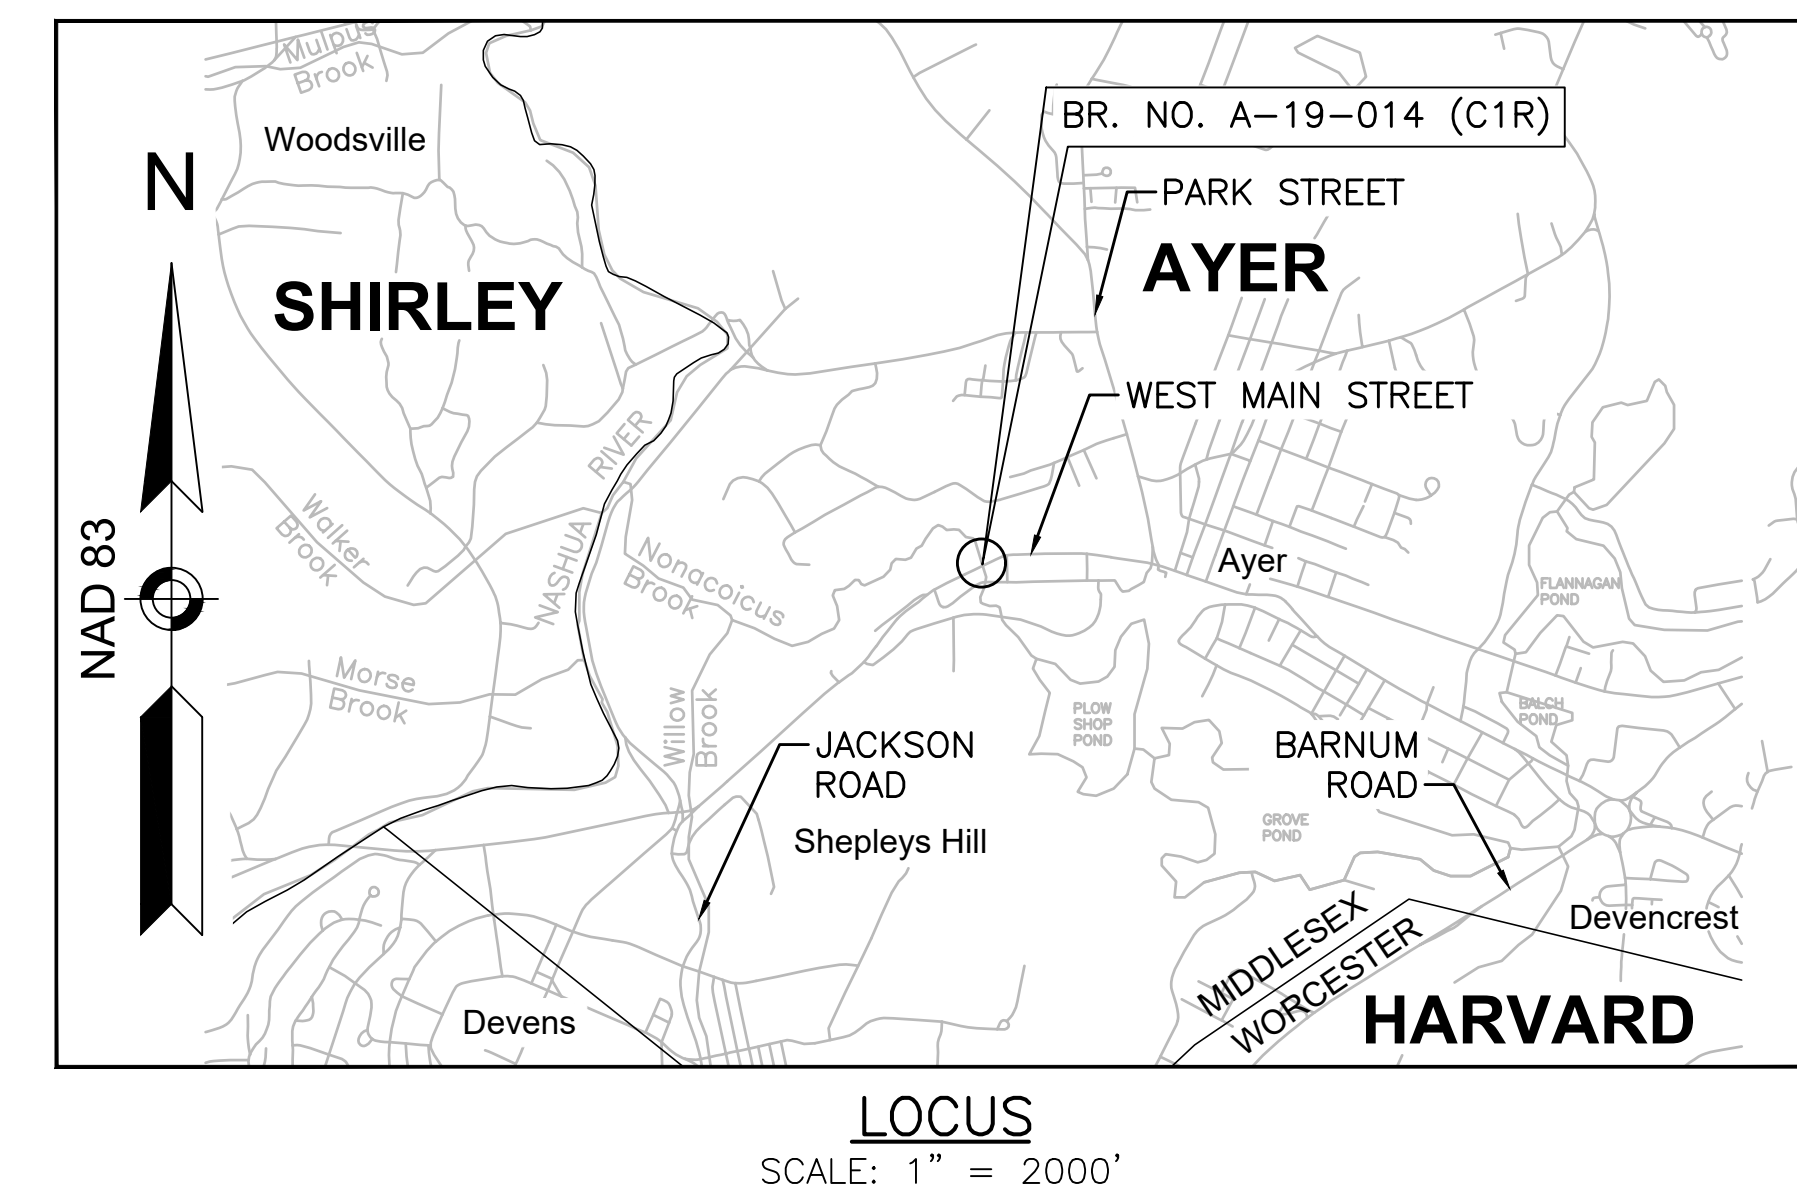 Mulpus
Brook
Woodsville
N
BR. NO. A-19-014 (C1R)
PARK STREET
AYER
SHIRLEY
WEST MAIN STREET
RIVER
NASHUA
Walker
Brook
Nonacoicus
Brook
Ayer
NAD 83
FLANNAGAN
POND
Morse
Brook
Willow
Brook
PLOW
SHOP
POND
BALCH
POND
JACKSON
ROAD
BARNUM
ROAD
GROVE
POND
Shepleys Hill
Devencrest
MIDDLESEX
WORCESTER
HARVARD
Devens
LOCUS
SCALE: 1" = 2000'